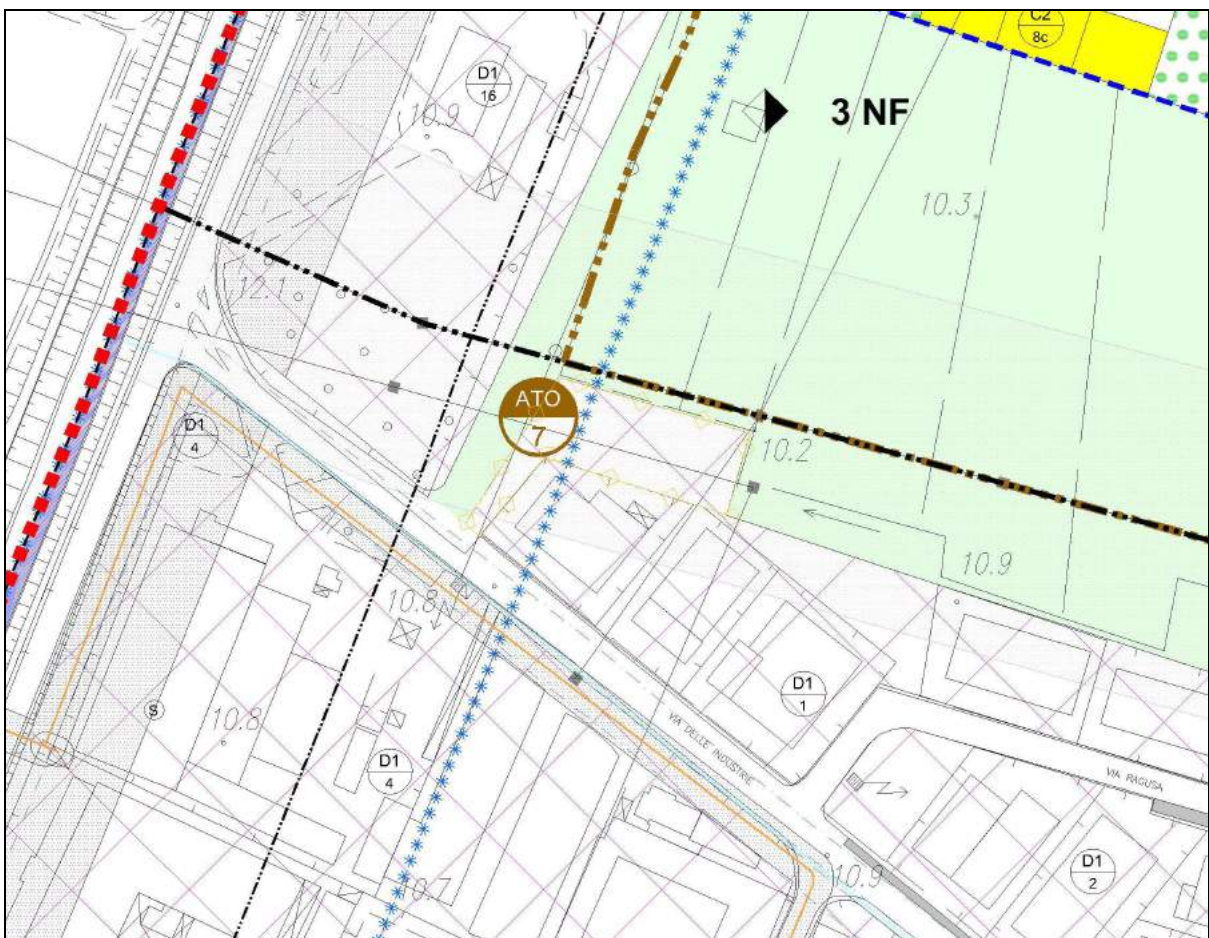 C2
8c
D1
16
3 NF
10.9
10.3
12.1
ATO
7
D1
4
10.2
10.9
10.8
D1
1
S
10.8
VIA DELLE INDUSTRIE
D1
4
VIA RAGUSA
D1
2
10.9
10.7